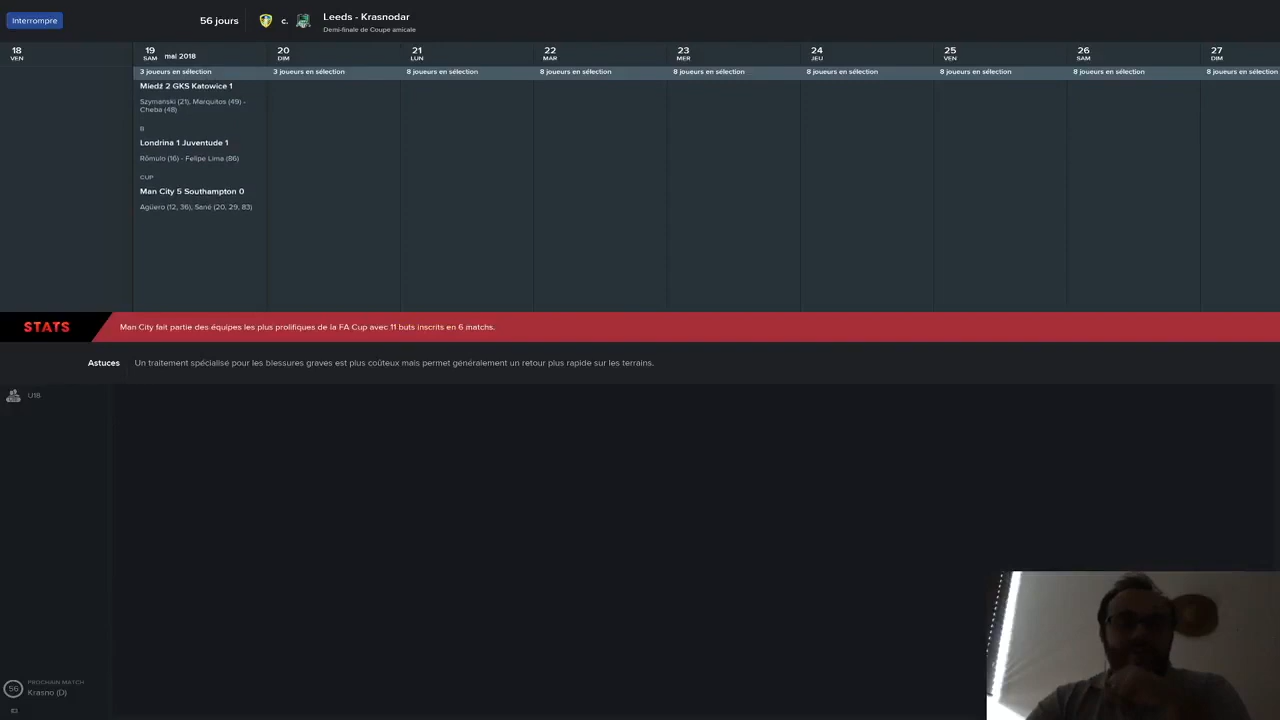 Interrompre
56 jours
c.
Leeds - Krasnodar
Demi-finale de Coupe amicale
18
VEN
19
SAM
mai 2018
20
DIM
21
LUN
22
MAR
23
MER
24
JEU
25
VEN
26
SAM
27
DIM
3 joueurs en sélection
3 joueurs en sélection
8 joueurs en sélection
8 joueurs en sélection
8 joueurs en sélection
8 joueurs en sélection
8 joueurs en sélection
8 joueurs en sélection
8 joueurs en sélection
Miedź 2 GKS Katowice 1
Szymanski (21), Marquitos (49) -
Cheba (48)
B
Londrina 1 Juventude 1
Rômulo (16) - Felipe Lima (86)
CUP
Man City 5 Southampton 0
Agüero (12, 36), Sané (20, 29, 83)
STATS
Man City fait partie des équipes les plus prolifiques de la FA Cup avec 11 buts inscrits en 6 matchs.
Astuces
Un traitement spécialisé pour les blessures graves est plus coûteux mais permet généralement un retour plus rapide sur les terrains.
U18
56
PROCHAIN MATCH
Krasno (D)